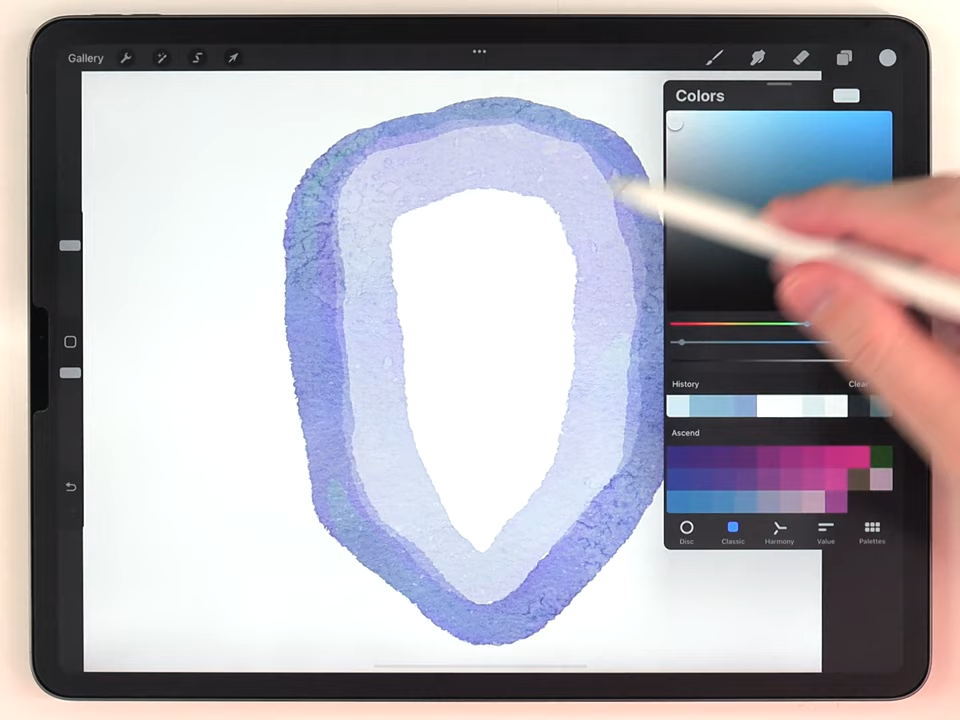 Gallery
Colors
History
Clear
Ascend
Disc
Classic
Harmony
Value
Palettes